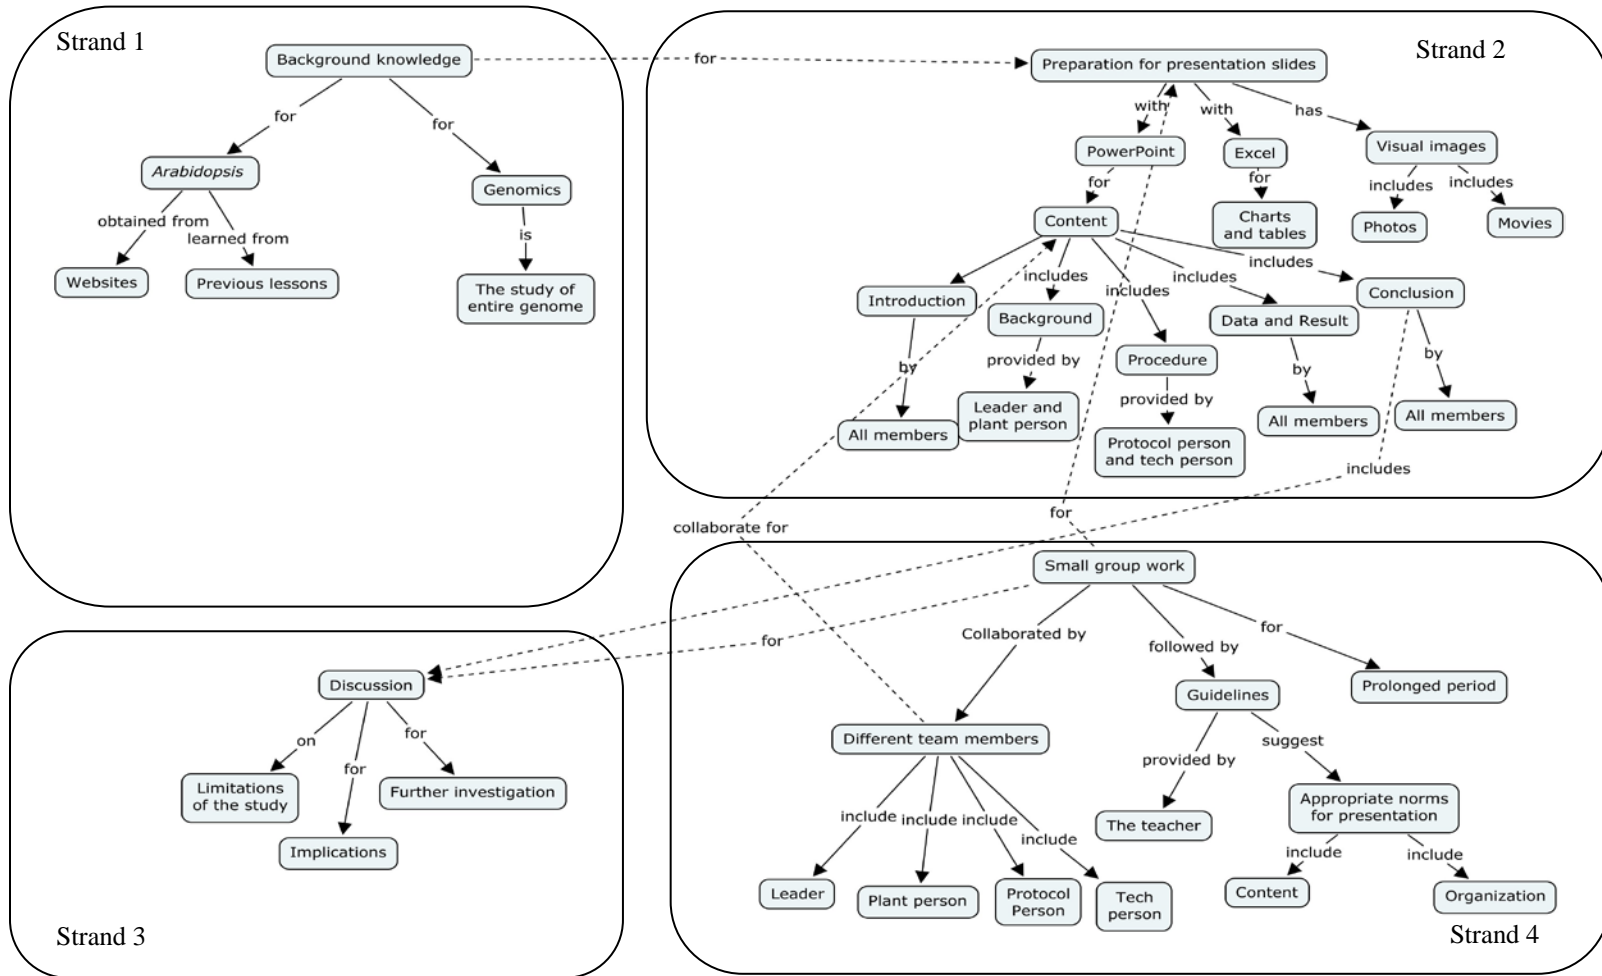 Strand 1
Background knowledge
for
for
Arabidopsis
Genomics
obtained from
learned from
is
Websites
Previous lessons
The study of
entire genome
for
Strand 2
Preparation for presentation slides
with
with
has
PowerPoint
Excel
Visual images
for
for
includes
includes
Content
Charts
and tables
Photos
Movies
includes
includes
includes
includes
Introduction
Background
Procedure
Data and Result
Conclusion
by
provided by
provided by
by
by
All members
Leader and
plant person
Protocol person
and tech person
All members
All members
includes
for
collaborate for
for
Strand 3
Discussion
on
for
for
Limitations
of the study
Implications
Further investigation
Small group work
Collaborated by
followed by
for
Different team members
Guidelines
Prolonged period
provided by
suggest
include
include
include
include
The teacher
Appropriate norms
for presentation
include
include
Leader
Plant person
Protocol
Person
Tech
person
Content
Organization
Strand 4